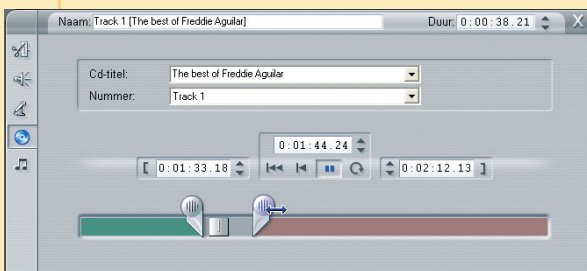 Naam: Track 1 [The best of Freddie Aguilar] Duur: 0:00:38.21 X
Cd-titel: The best of Freddie Aguilar
Nummer: Track 1
0:01:44.24
[ 0:01:33.18 0:02:12.13 ]